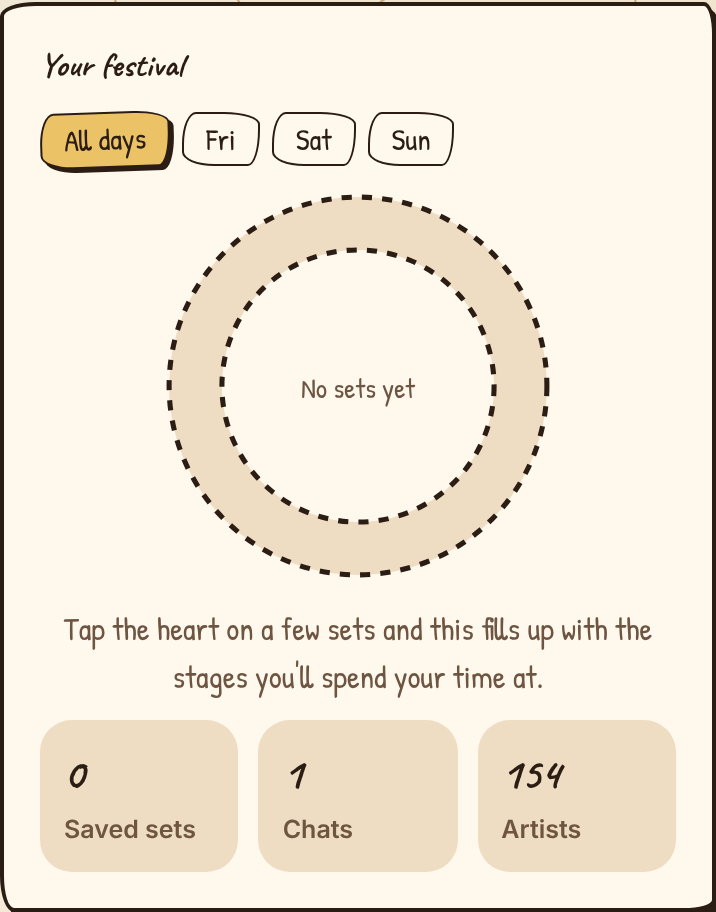 Your festival
All days Fri Sat Sun
No sets yet
Tap the heart on a few sets and this fills up with the
stages you'll spend your time at.
0 1 154
Saved sets Chats Artists